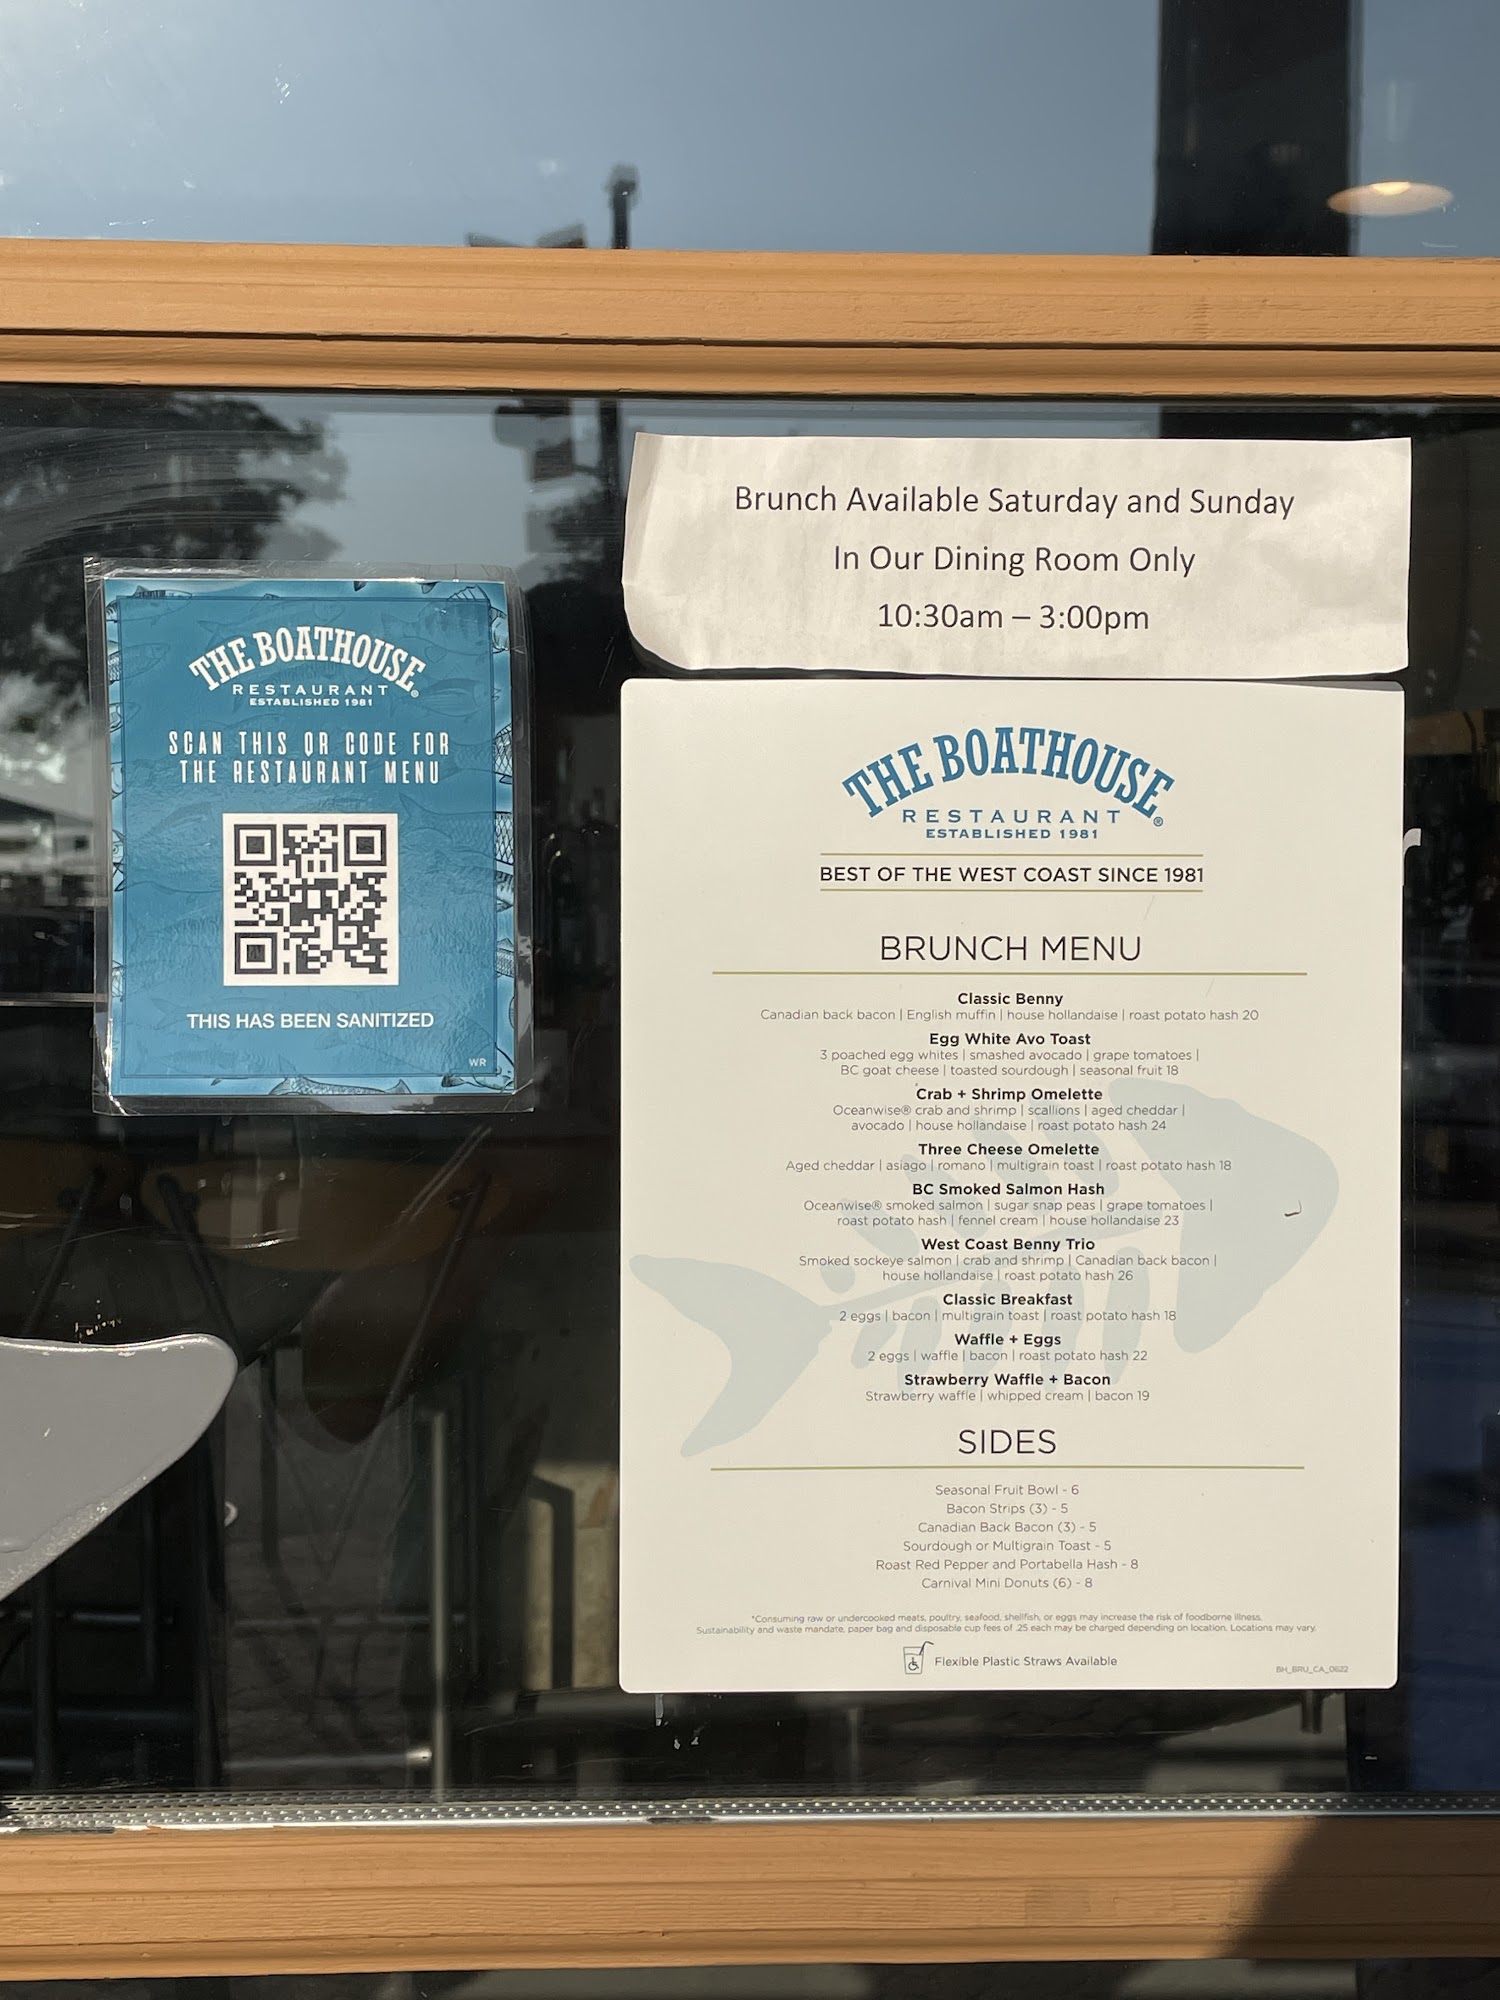 THE BOATHOUSE®
RESTAURANT
ESTABLISHED 1981
SCAN THIS QR CODE FOR
THE RESTAURANT MENU
THIS HAS BEEN SANITIZED
WR
Brunch Available Saturday and Sunday
In Our Dining Room Only
10:30am – 3:00pm
THE BOATHOUSE®
RESTAURANT
ESTABLISHED 1981
BEST OF THE WEST COAST SINCE 1981
BRUNCH MENU
Classic Benny
Canadian back bacon | English muffin | house hollandaise | roast potato hash 20
Egg White Avo Toast
3 poached egg whites | smashed avocado | grape tomatoes |
BC goat cheese | toasted sourdough | seasonal fruit 18
Crab + Shrimp Omelette
Oceanwise® crab and shrimp | scallions | aged cheddar |
avocado | house hollandaise | roast potato hash 24
Three Cheese Omelette
Aged cheddar | asiago | romano | multigrain toast | roast potato hash 18
BC Smoked Salmon Hash
Oceanwise® smoked salmon | sugar snap peas | grape tomatoes |
roast potato hash | fennel cream | house hollandaise 23
West Coast Benny Trio
Smoked sockeye salmon | crab and shrimp | Canadian back bacon |
house hollandaise | roast potato hash 26
Classic Breakfast
2 eggs | bacon | multigrain toast | roast potato hash 18
Waffle + Eggs
2 eggs | waffle | bacon | roast potato hash 22
Strawberry Waffle + Bacon
Strawberry waffle | whipped cream | bacon 19
SIDES
Seasonal Fruit Bowl - 6
Bacon Strips (3) - 5
Canadian Back Bacon (3) - 5
Sourdough or Multigrain Toast - 5
Roast Red Pepper and Portabella Hash - 8
Carnival Mini Donuts (6) - 8
*Consuming raw or undercooked meats, poultry, seafood, shellfish, or eggs may increase the risk of foodborne illness.
Sustainability and waste mandate, paper bag and disposable cup fees of .25 each may be charged depending on location. Locations may vary.
Flexible Plastic Straws Available
BH_BRU_CA_0622